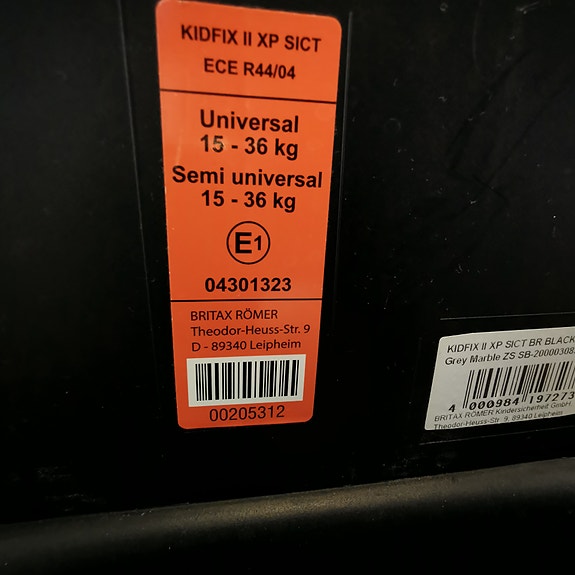 KIDFIX II XP SICT
ECE R44/04
Universal
15 - 36 kg
Semi universal
15 - 36 kg
E1
04301323
BRITAX RÖMER
Theodor-Heuss-Str. 9
D - 89340 Leipheim
00205312
KIDFIX II XP SICT BR BLACK
Grey Marble ZS SB-20000308
4 000984 197273
BRITAX RÖMER Kindersicherheit GmbH
Theodor-Heuss-Str. 9, 89340 Leipheim